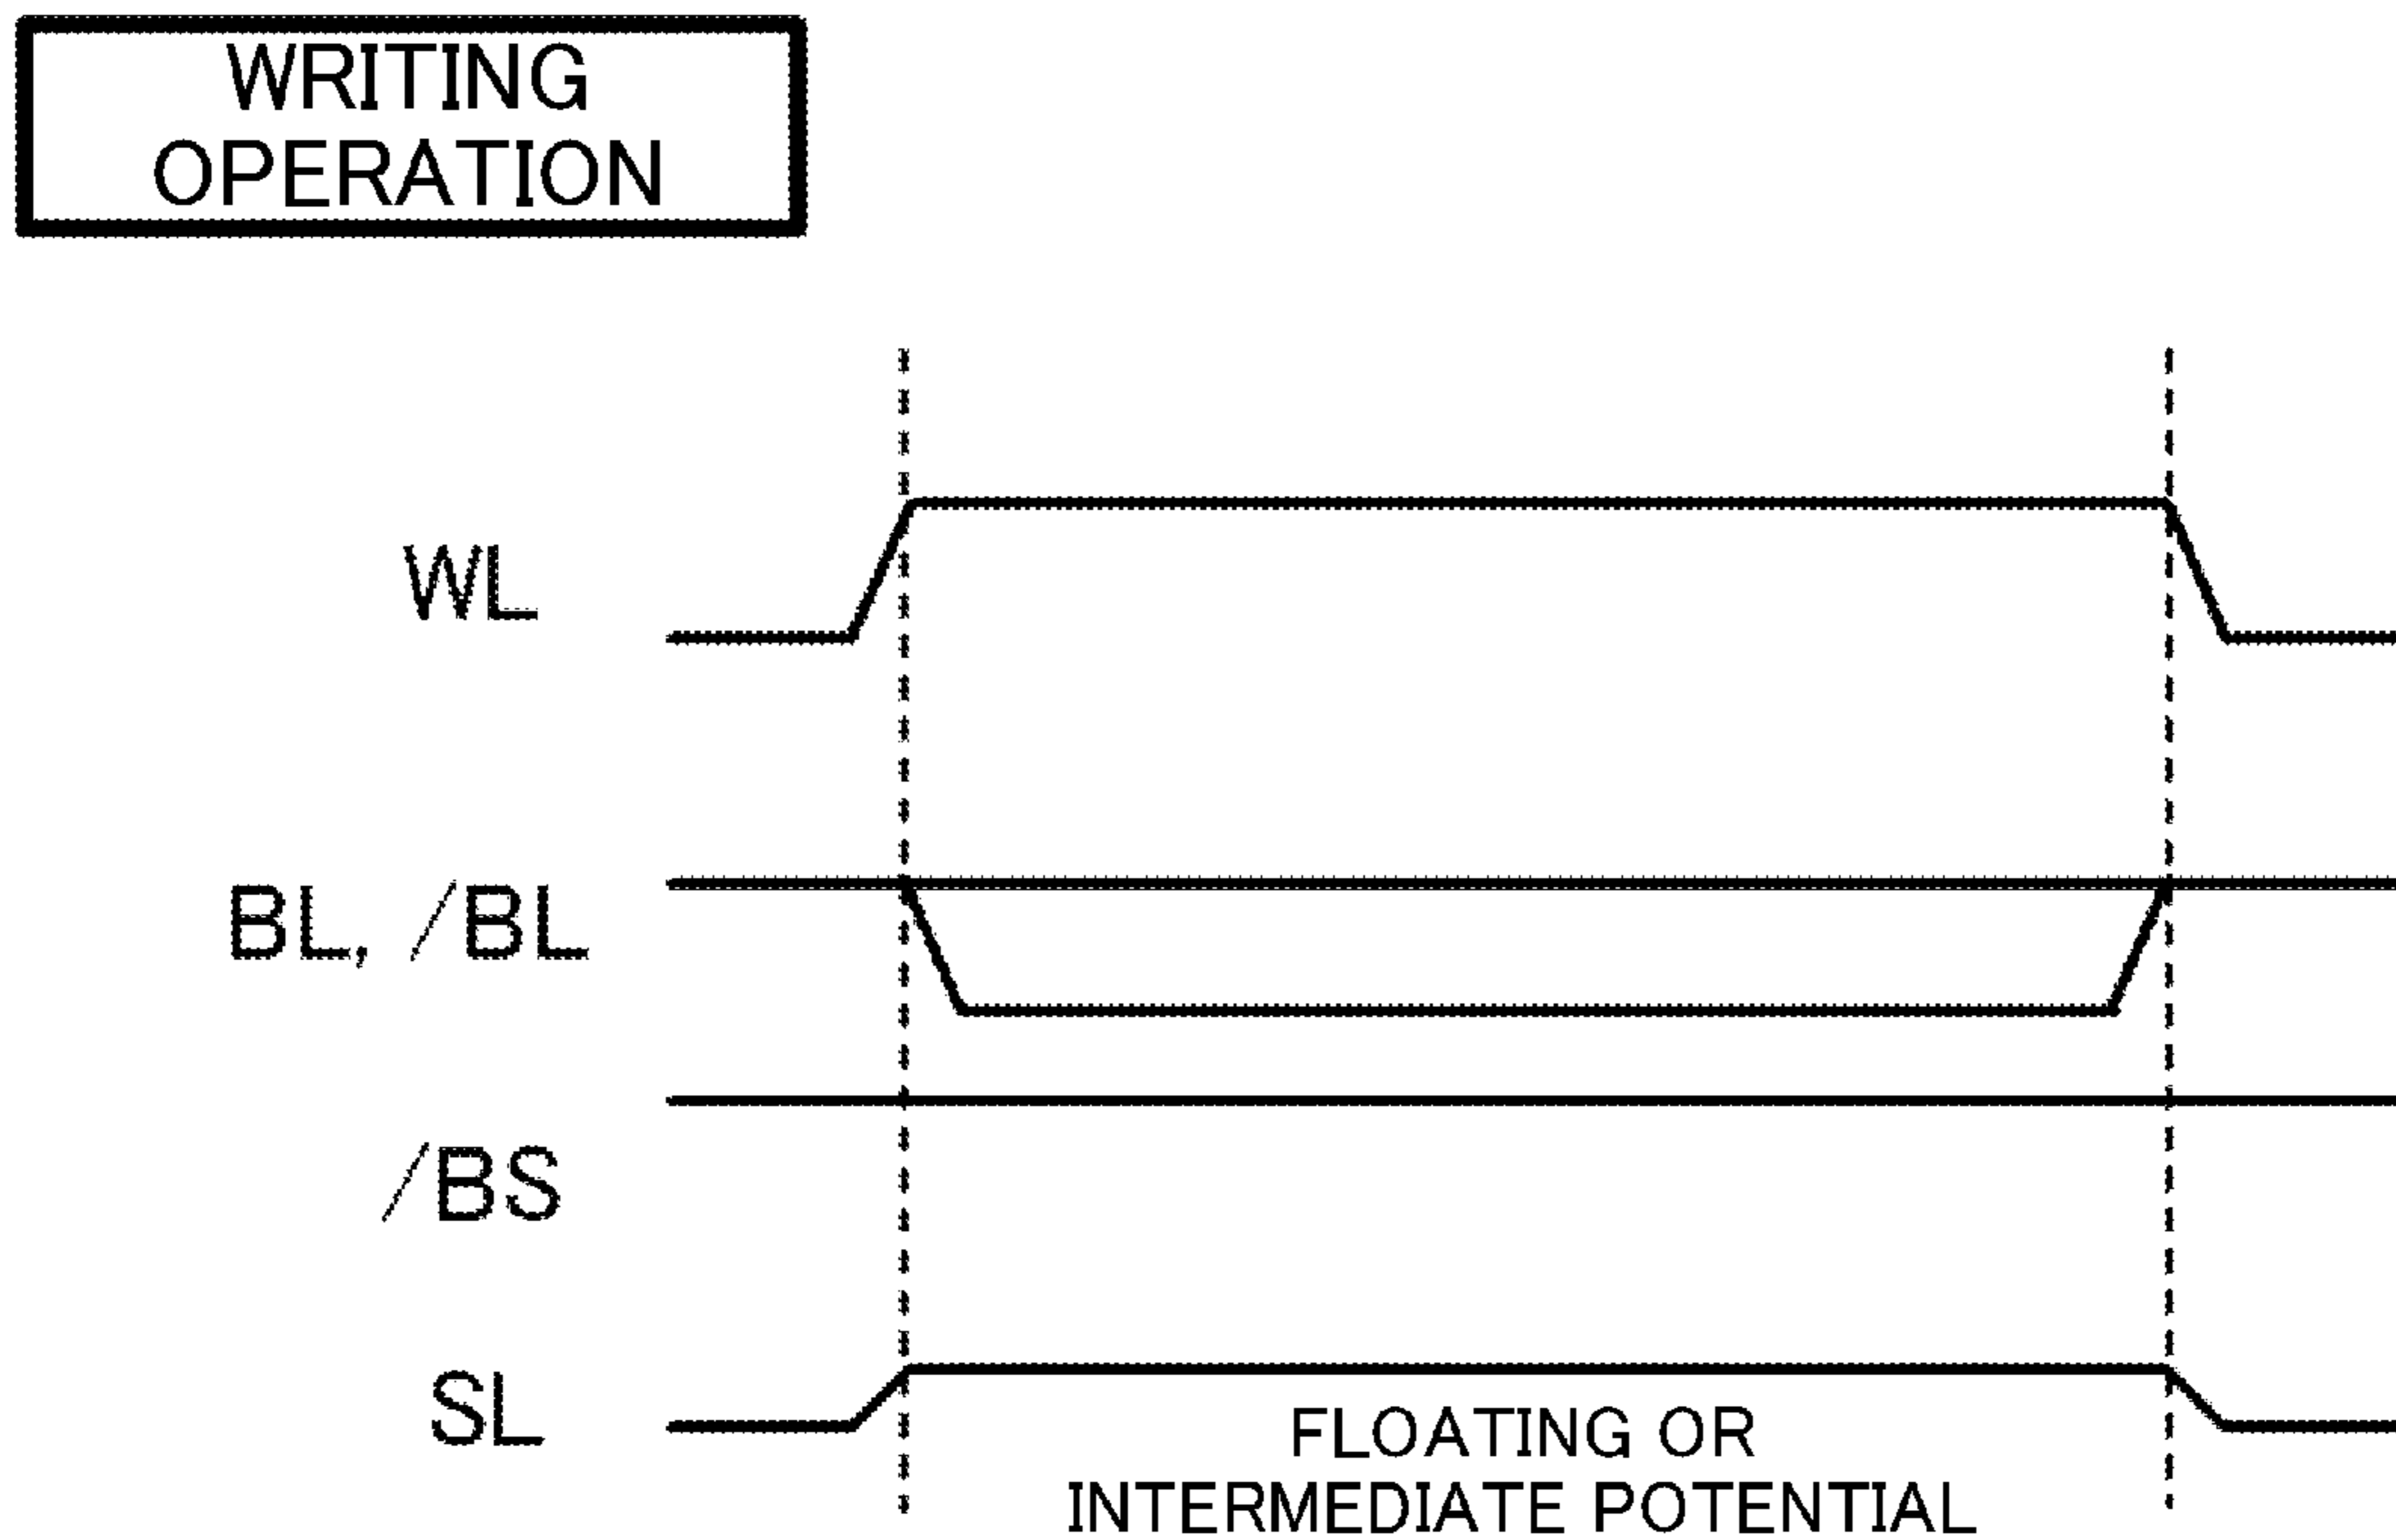 WRITING
OPERATION
WL
BL, /BL
/BS
SL
FLOATING OR
INTERMEDIATE POTENTIAL